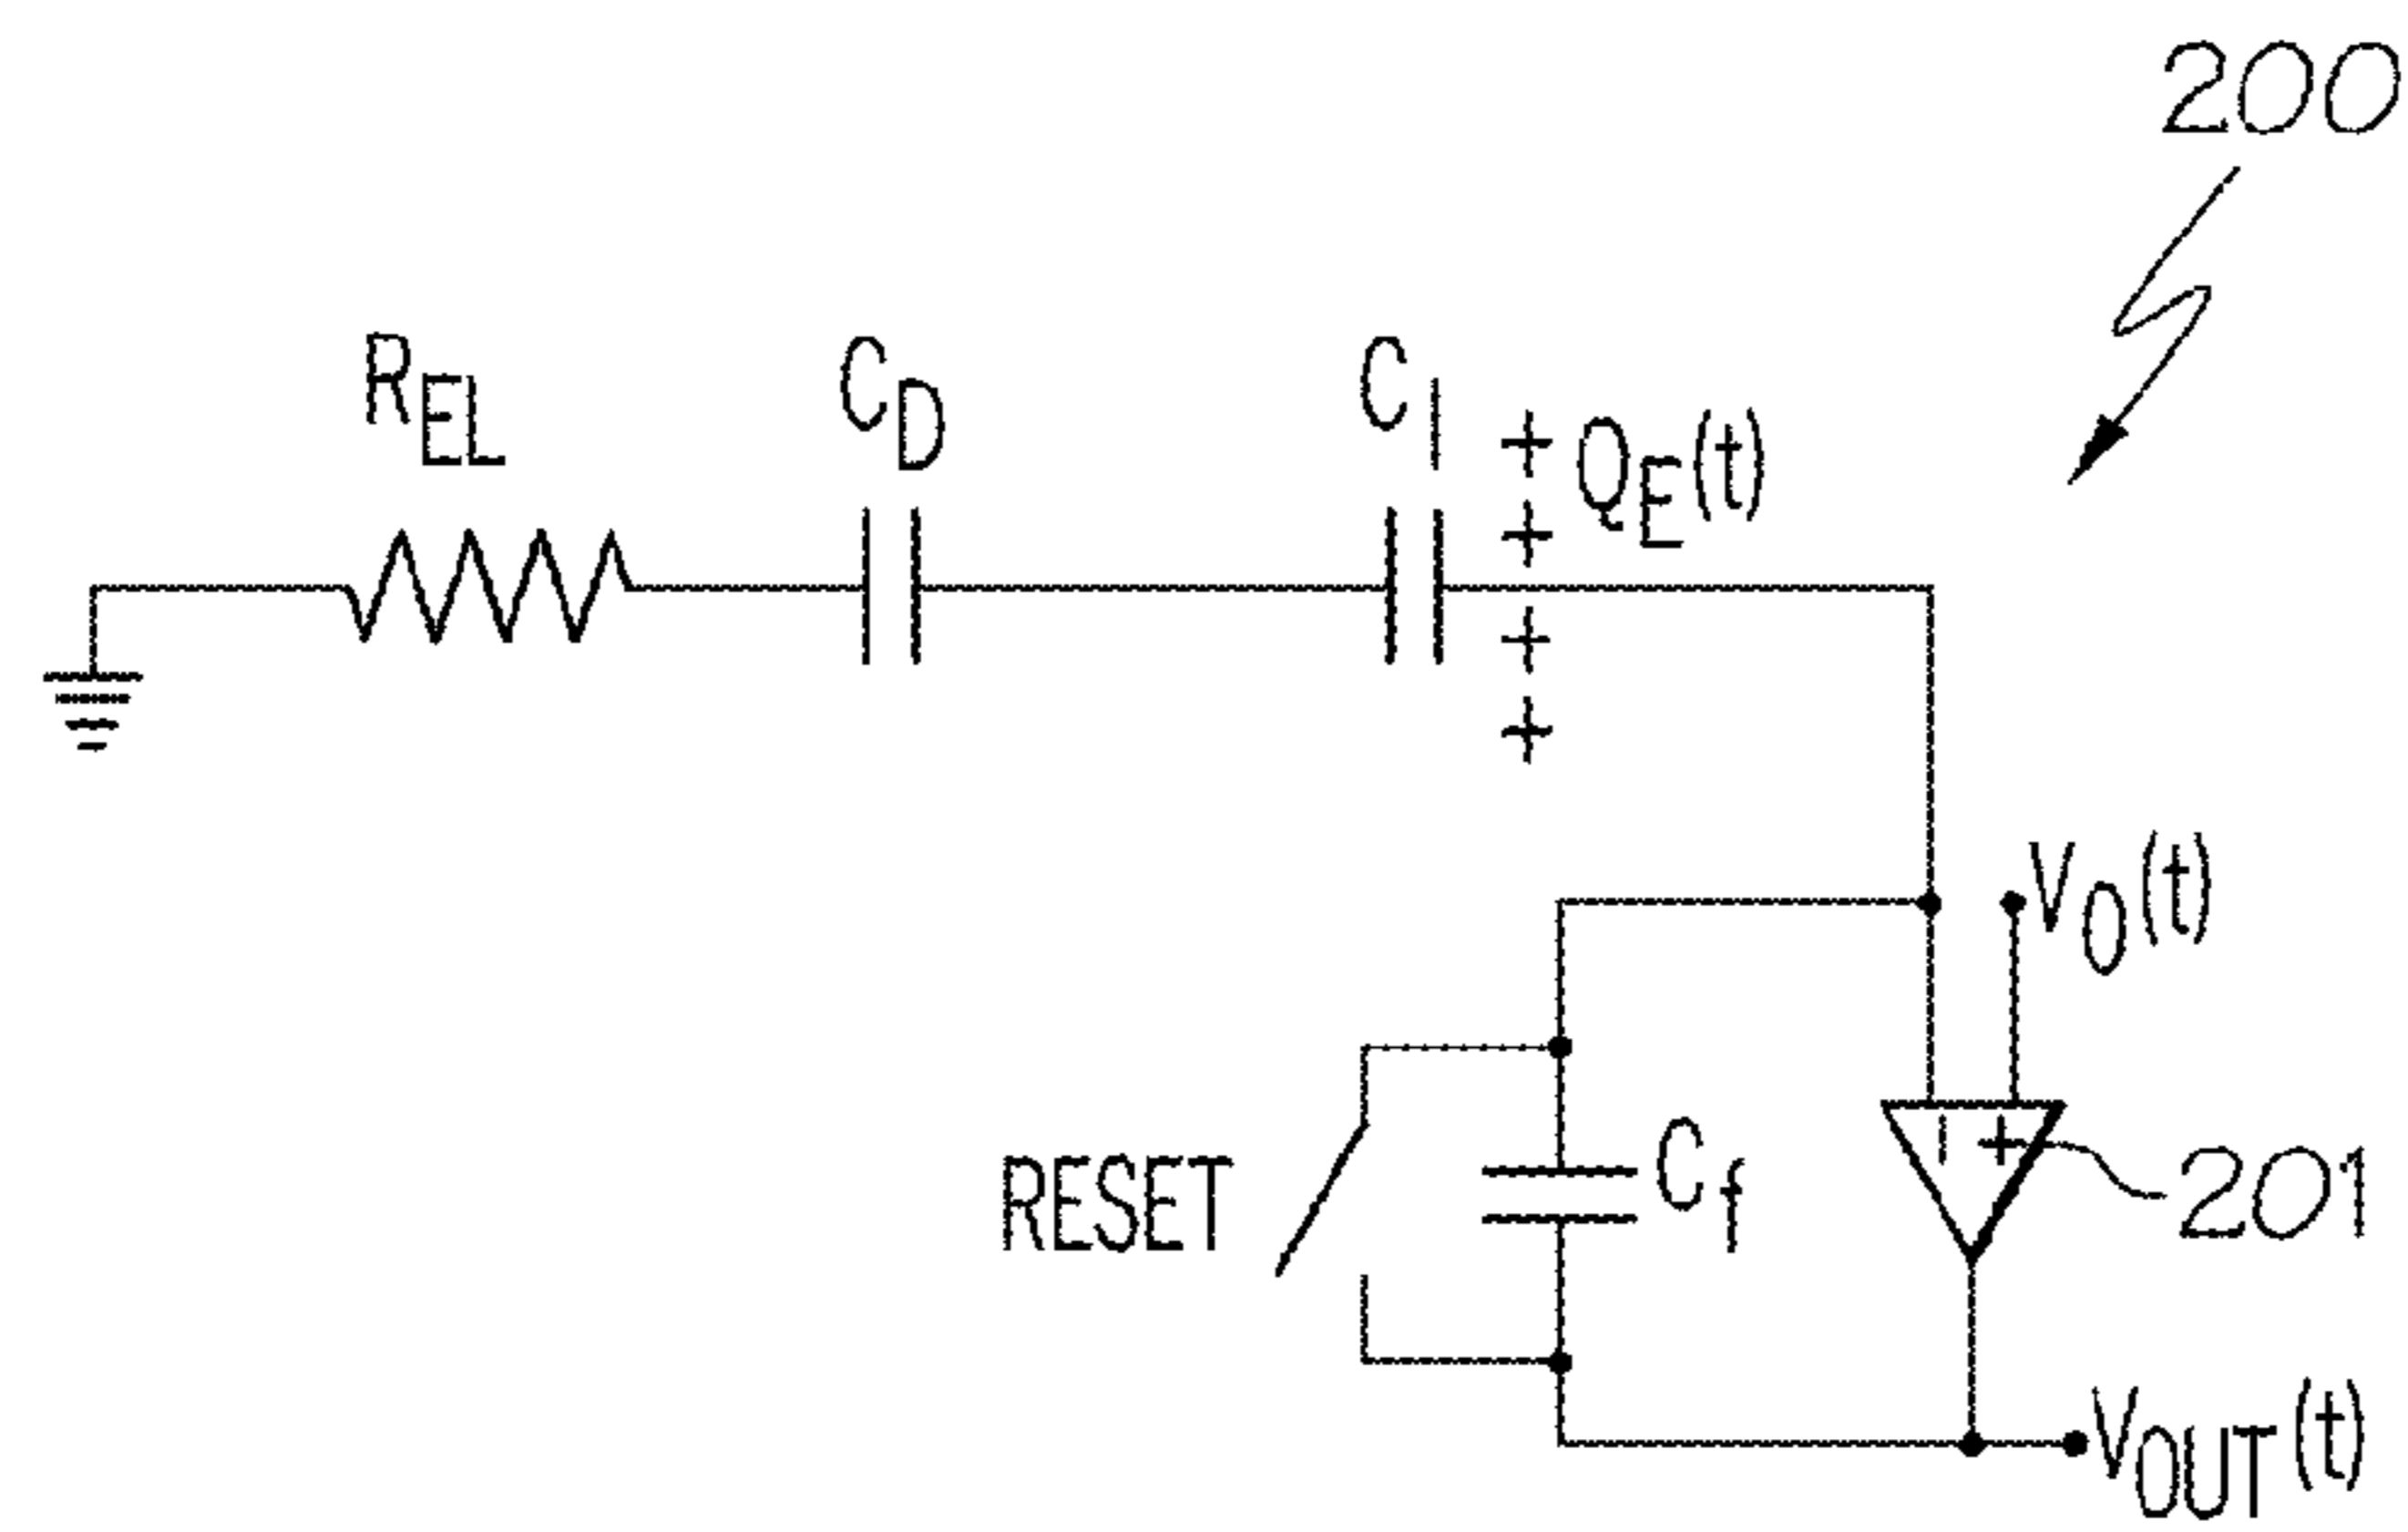 200
R_EL
C_D
C_I
+ Q_E(t)
+
+
+
V_O(t)
RESET
C_f
− +
201
V_OUT(t)